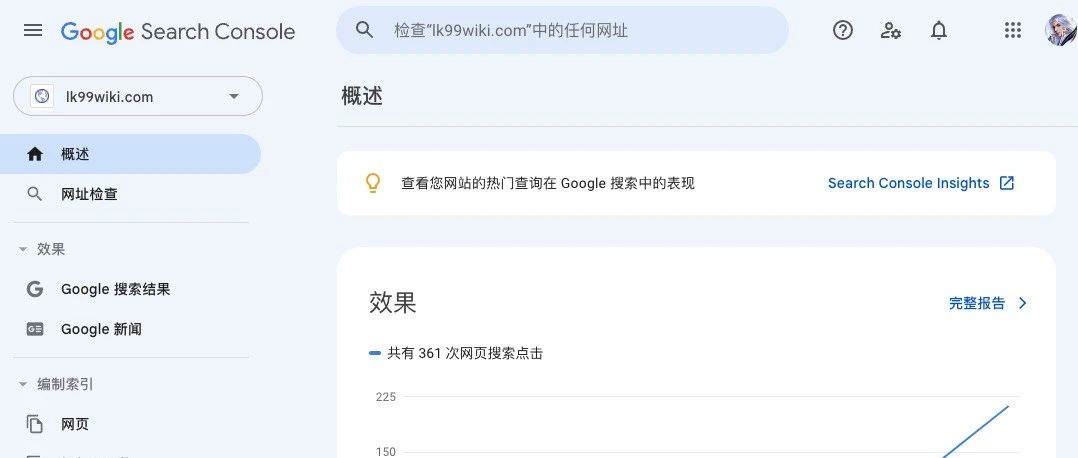 Google Search Console
检查“lk99wiki.com”中的任何网址
lk99wiki.com
概述
网址检查
效果
Google 搜索结果
Google 新闻
编制索引
网页
概述
查看您网站的热门查询在 Google 搜索中的表现
Search Console Insights
效果
完整报告
共有 361 次网页搜索点击
225
150